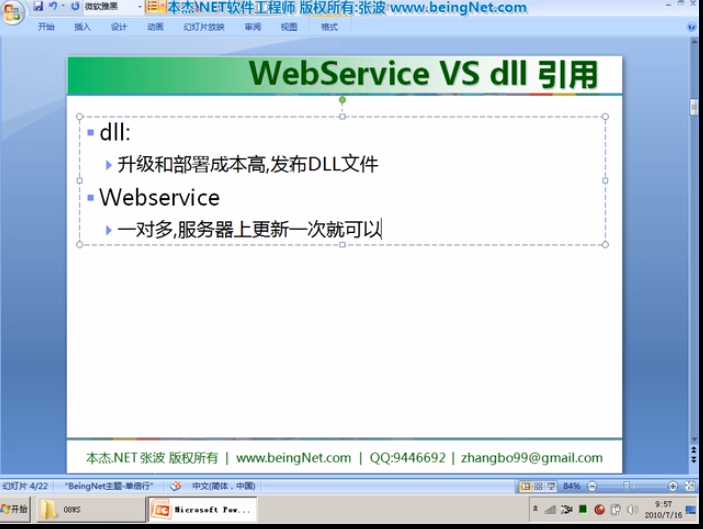 本杰.NET软件工程师 版权所有:张波 www.beingNet.com
微软雅黑
开始 插入 设计 动画 幻灯片放映 审阅 视图 格式
WebService VS dll 引用
dll:
升级和部署成本高,发布DLL文件
Webservice
一对多,服务器上更新一次就可以
本杰.NET 张波 版权所有 | www.beingNet.com | QQ:9446692 | zhangbo99@gmail.com
幻灯片 4/22 "BeingNet主题-单倍行" 中文(简体，中国) 84%
开始 08WS Microsoft Pow... 9:57
2010/7/16